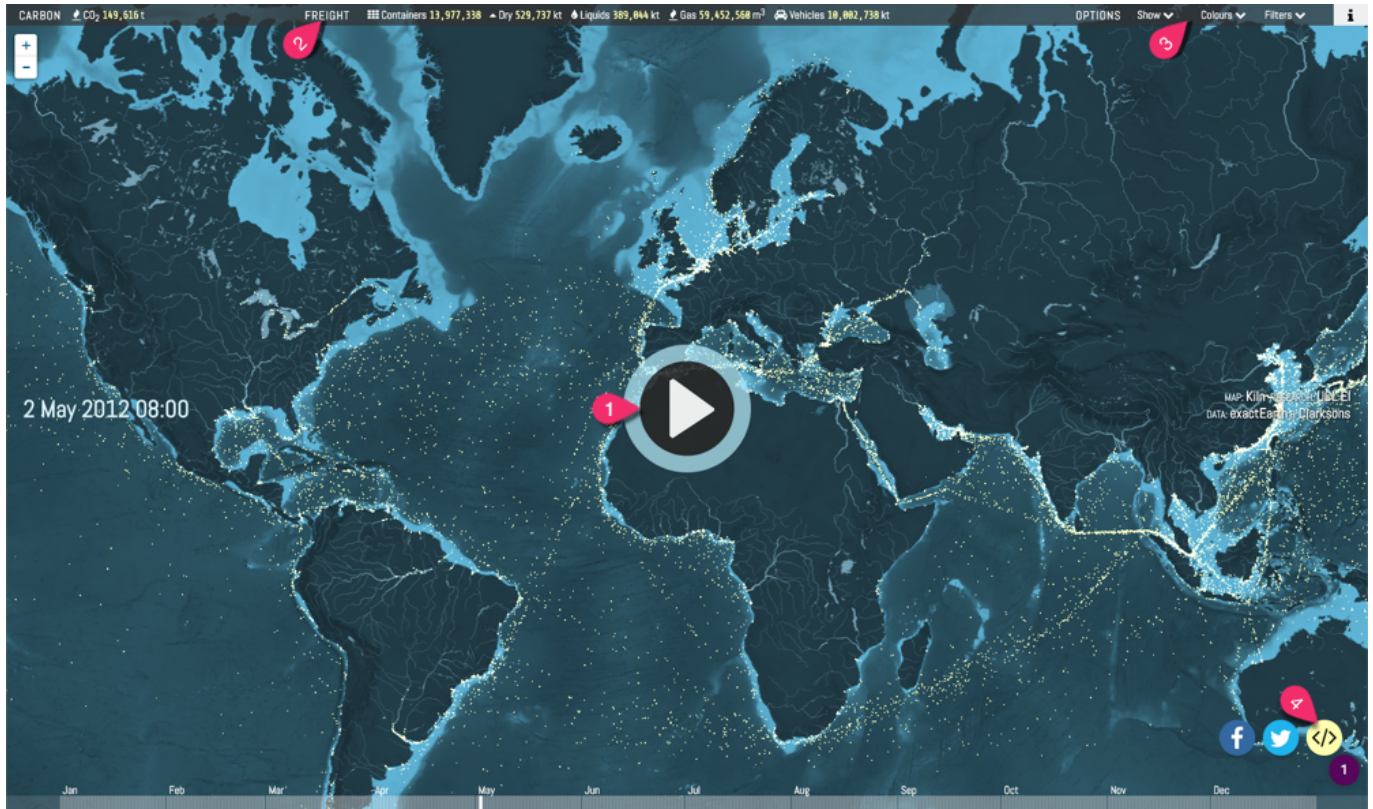 CARBON CO2 149,616 t FREIGHT Containers 13,977,338 Dry 529,737 kt Liquids 389,044 kt Gas 59,452,560 m3 Vehicles 10,002,738 kt OPTIONS Show Colours Filters i
2 3
+
-
2 May 2012 08:00
1
MAP: Kiln
DATA: exactEarth Clarksons
4
f </>
1
Jan Feb Mar Apr May Jun Jul Aug Sep Oct Nov Dec